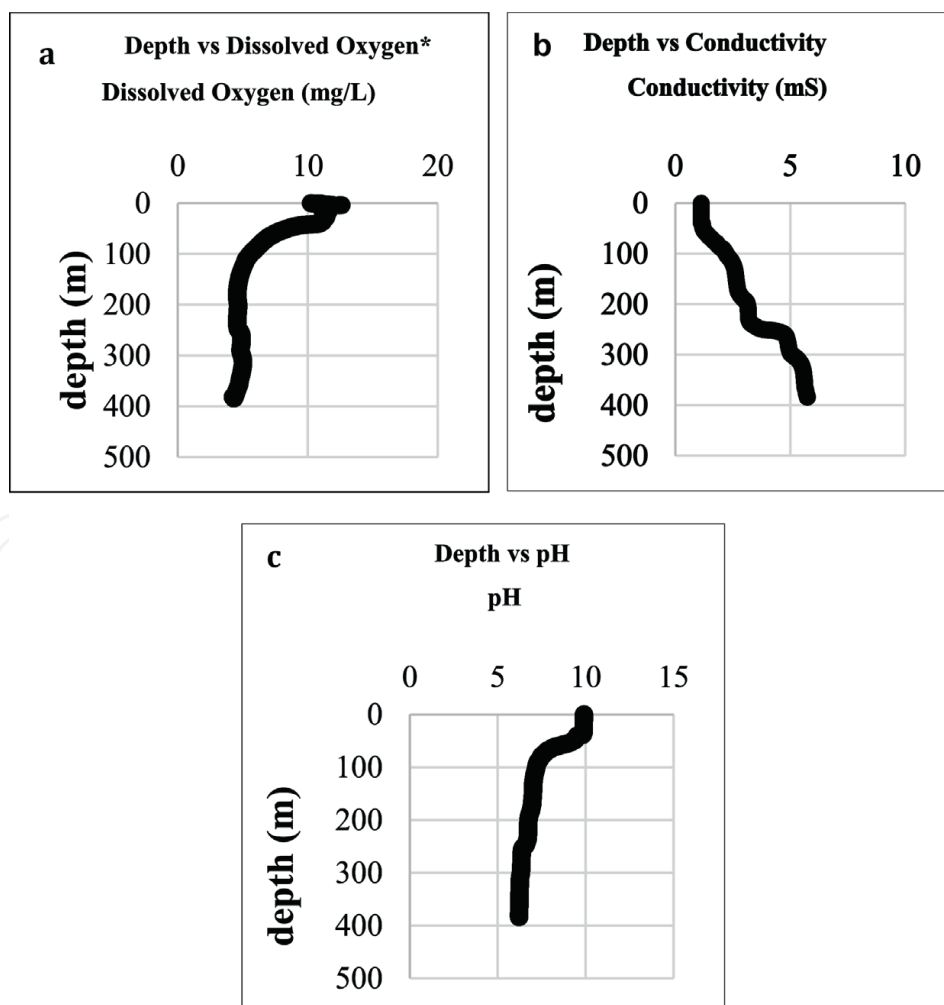 a
Depth vs Dissolved Oxygen*
Dissolved Oxygen (mg/L)
0 10 20
0
100
200
300
400
500
depth (m)
b
Depth vs Conductivity
Conductivity (mS)
0 5 10
0
100
200
300
400
500
depth (m)
c
Depth vs pH
pH
0 5 10 15
0
100
200
300
400
500
depth (m)